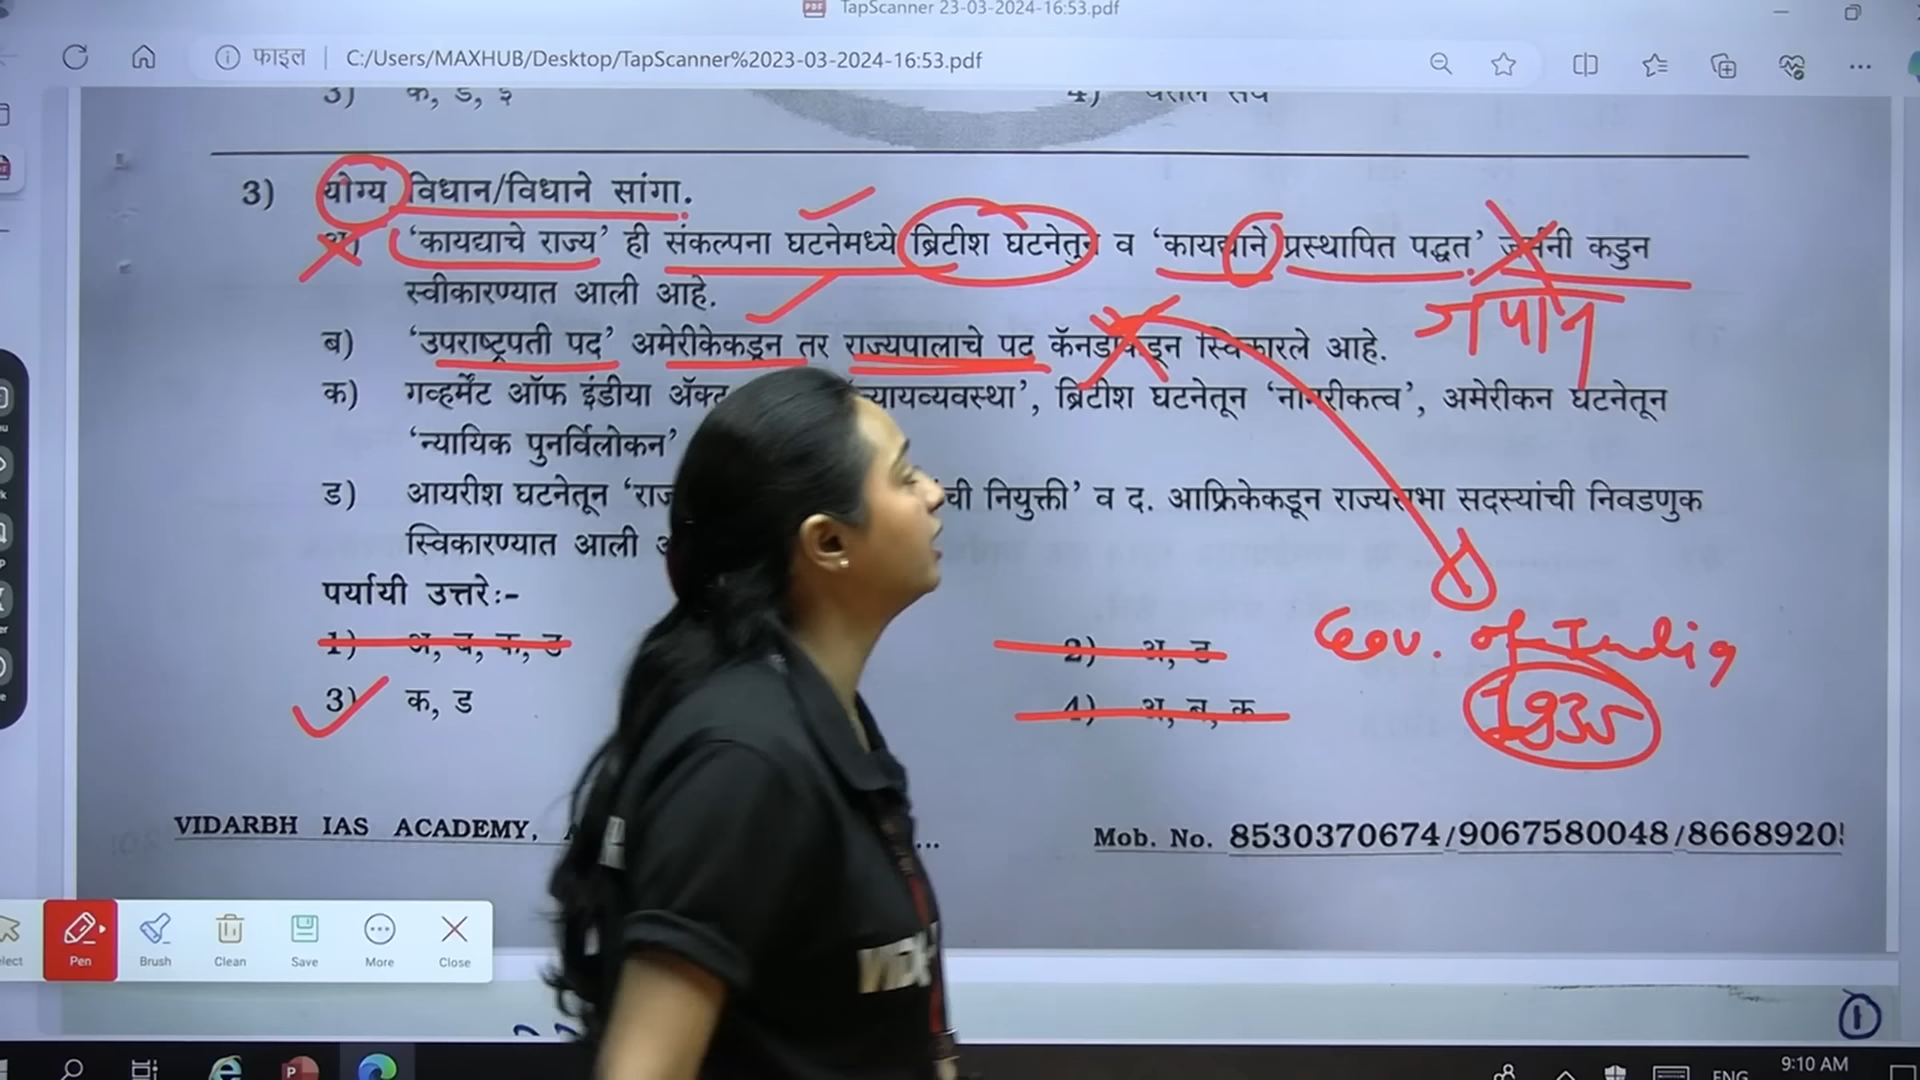 TapScanner 23-03-2024-16:53.pdf
फाइल | C:/Users/MAXHUB/Desktop/TapScanner%2023-03-2024-16:53.pdf
3) क, ड, इ
4)
3) योग्य विधान/विधाने सांगा.
अ) ‘कायद्याचे राज्य’ ही संकल्पना घटनेमध्ये ब्रिटीश घटनेतुन व ‘कायद्याने प्रस्थापित पद्धत’ जर्मनी कडुन
स्वीकारण्यात आली आहे.
जपान
ब) ‘उपराष्ट्रपती पद’ अमेरीकेकडून तर राज्यपालाचे पद कॅनडाकडून स्विकारले आहे.
क) गव्हर्मेंट ऑफ इंडीया ॲक्ट न्यायव्यवस्था’, ब्रिटीश घटनेतून ‘नागरीकत्व’, अमेरीकन घटनेतून
‘न्यायिक पुनर्विलोकन’
ड) आयरीश घटनेतून ची नियुक्ती’ व द. आफ्रिकेकडून राज्यसभा सदस्यांची निवडणुक
स्विकारण्यात आली
पर्यायी उत्तरेः-
1) अ, ब, क, ड
2) अ, ड
Gov. of India
3) क, ड
4) अ, ब, क
1935
VIDARBH IAS ACADEMY, ...
Mob. No. 8530370674/9067580048/8668920
Pen Brush Clean Save More Close
1
ENG 9:10 AM